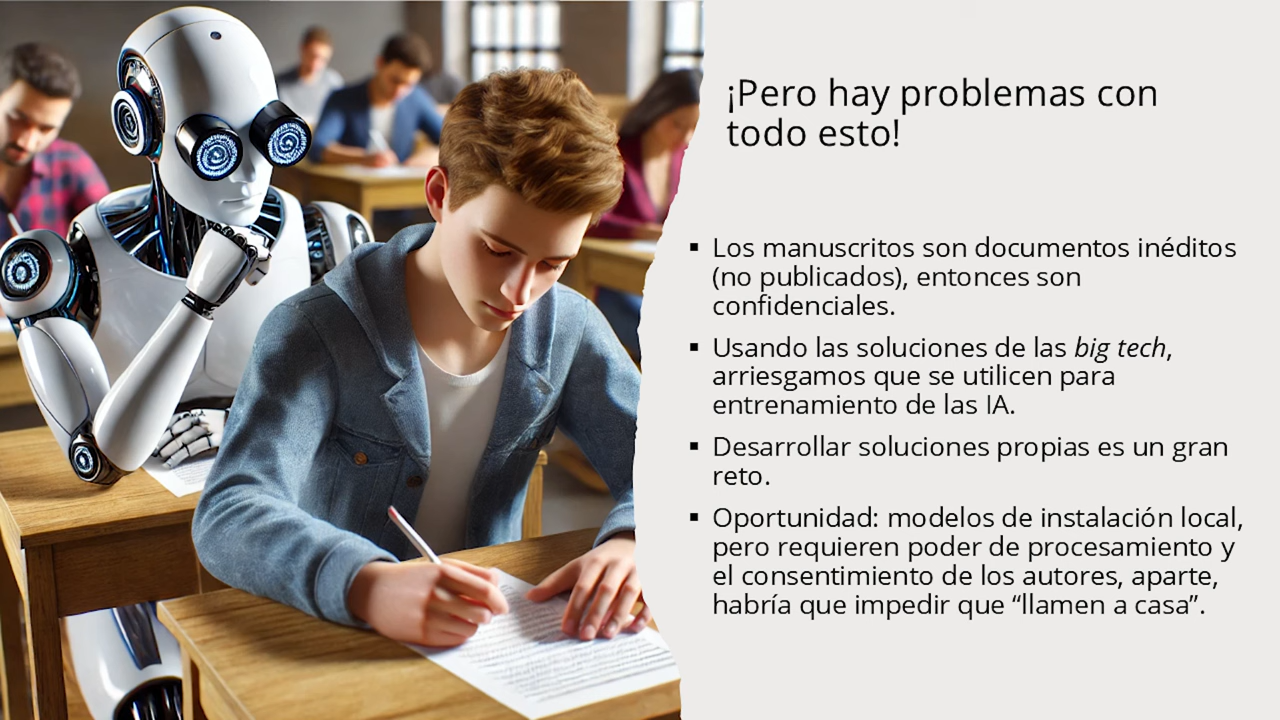 ¡Pero hay problemas con
todo esto!
▪ Los manuscritos son documentos inéditos
(no publicados), entonces son
confidenciales.
▪ Usando las soluciones de las big tech,
arriesgamos que se utilicen para
entrenamiento de las IA.
▪ Desarrollar soluciones propias es un gran
reto.
▪ Oportunidad: modelos de instalación local,
pero requieren poder de procesamiento y
el consentimiento de los autores, aparte,
habría que impedir que “llamen a casa”.